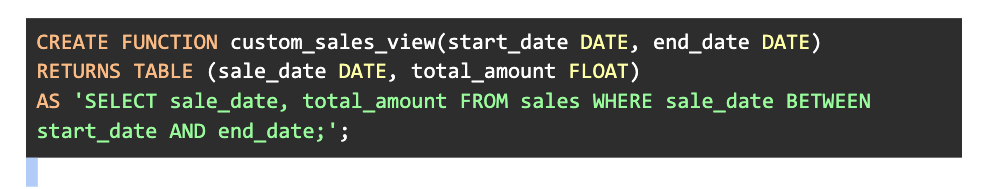 CREATE FUNCTION custom_sales_view(start_date DATE, end_date DATE)
RETURNS TABLE (sale_date DATE, total_amount FLOAT)
AS 'SELECT sale_date, total_amount FROM sales WHERE sale_date BETWEEN
start_date AND end_date;';